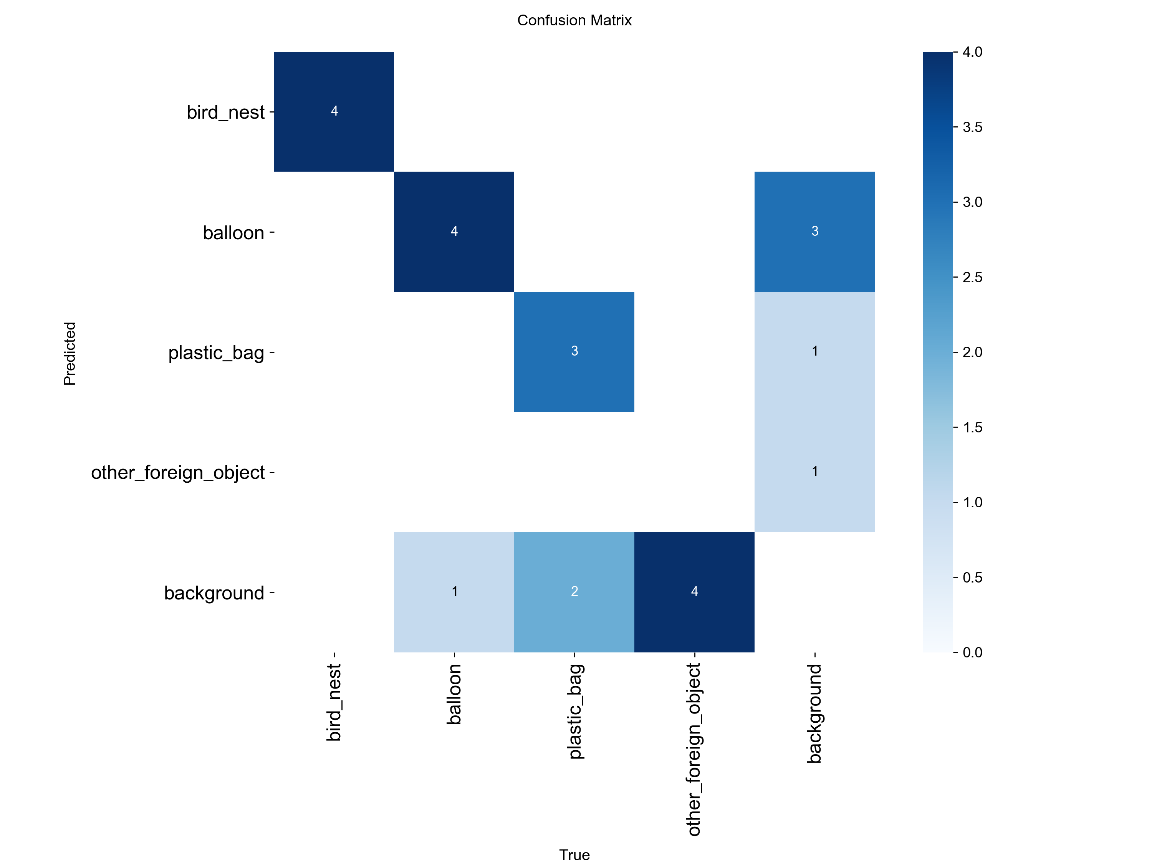 Confusion Matrix
4.0
bird_nest
4
3.5
3.0
balloon
4
3
2.5
Predicted
plastic_bag
3
1
2.0
1.5
other_foreign_object
1
1.0
background
1
2
4
0.5
0.0
bird_nest
balloon
plastic_bag
other_foreign_object
background
True